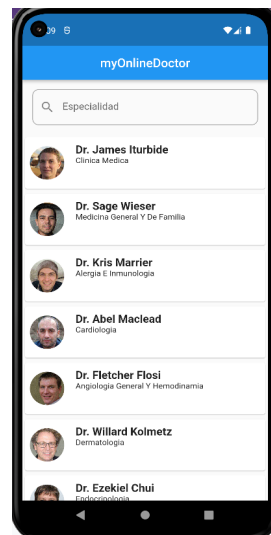 myOnlineDoctor
Especialidad
Dr. James Iturbide
Clinica Medica
Dr. Sage Wieser
Medicina General Y De Familia
Dr. Kris Marrier
Alergia E Inmunologia
Dr. Abel Maclead
Cardiologia
Dr. Fletcher Flosi
Angiologia General Y Hemodinamia
Dr. Willard Kolmetz
Dermatologia
Dr. Ezekiel Chui
Endocrinologia